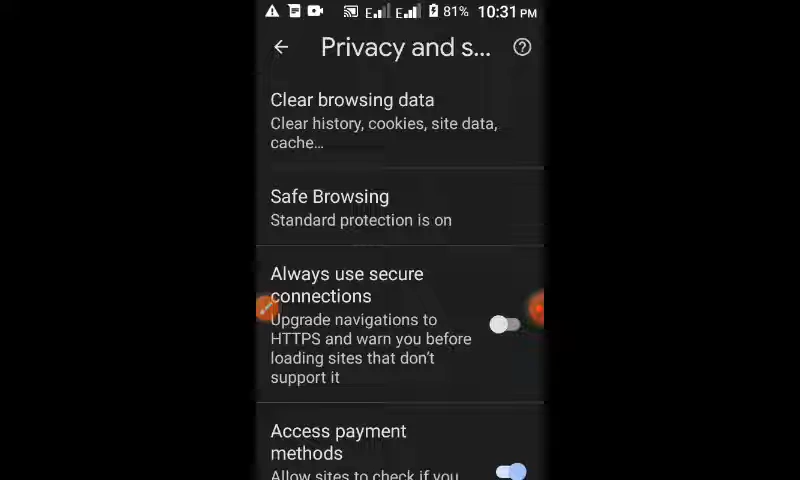 E E 81% 10:31 PM
Privacy and s...
Clear browsing data
Clear history, cookies, site data,
cache...
Safe Browsing
Standard protection is on
Always use secure
connections
Upgrade navigations to
HTTPS and warn you before
loading sites that don't
support it
Access payment
methods
Allow sites to check if you